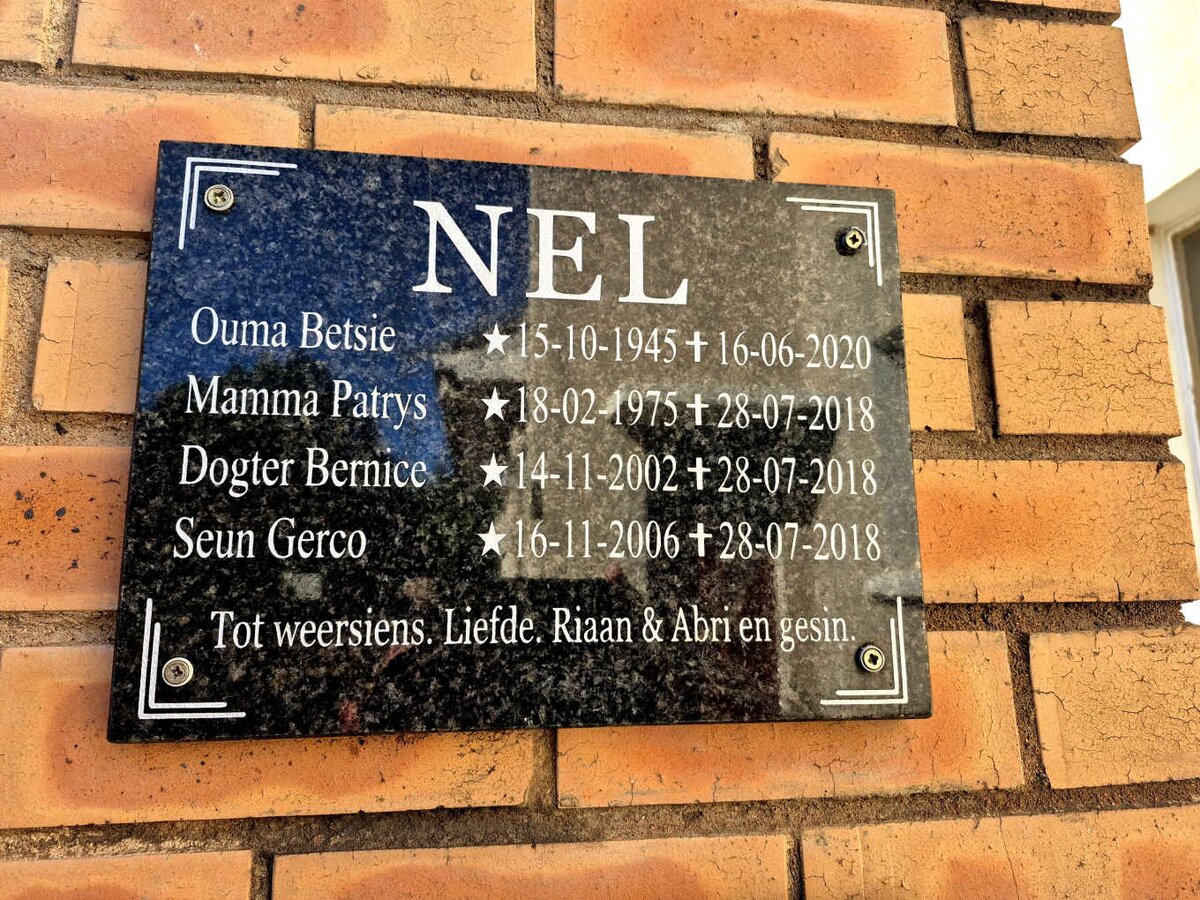 NEL
Ouma Betsie ★ 15-10-1945 ✝ 16-06-2020
Mamma Patrys ★ 18-02-1975 ✝ 28-07-2018
Dogter Bernice ★ 14-11-2002 ✝ 28-07-2018
Seun Gerco ★ 16-11-2006 ✝ 28-07-2018
Tot weersiens. Liefde. Riaan & Abri en gesin.